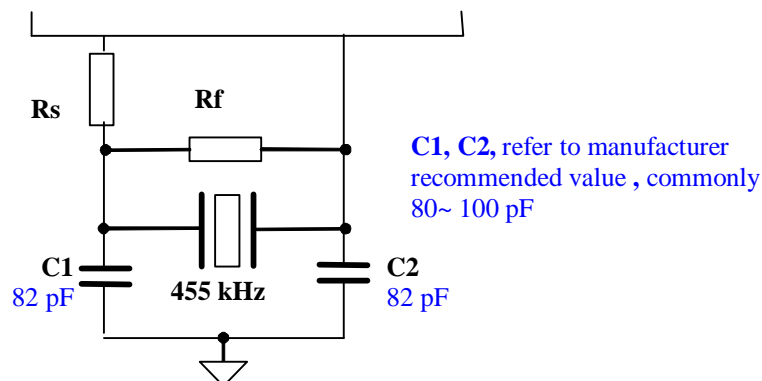 Rs
Rf
C1, C2, refer to manufacturer
recommended value , commonly
80~ 100 pF
C1
82 pF
455 kHz
C2
82 pF